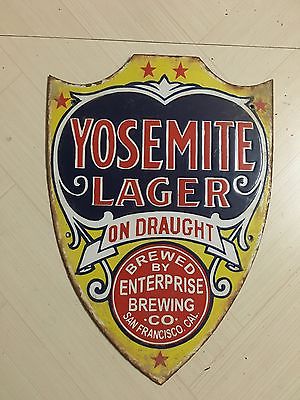 YOSEMITE
LAGER
ON DRAUGHT
BREWED
BY
ENTERPRISE
BREWING
·CO·
SAN FRANCISCO. CAL